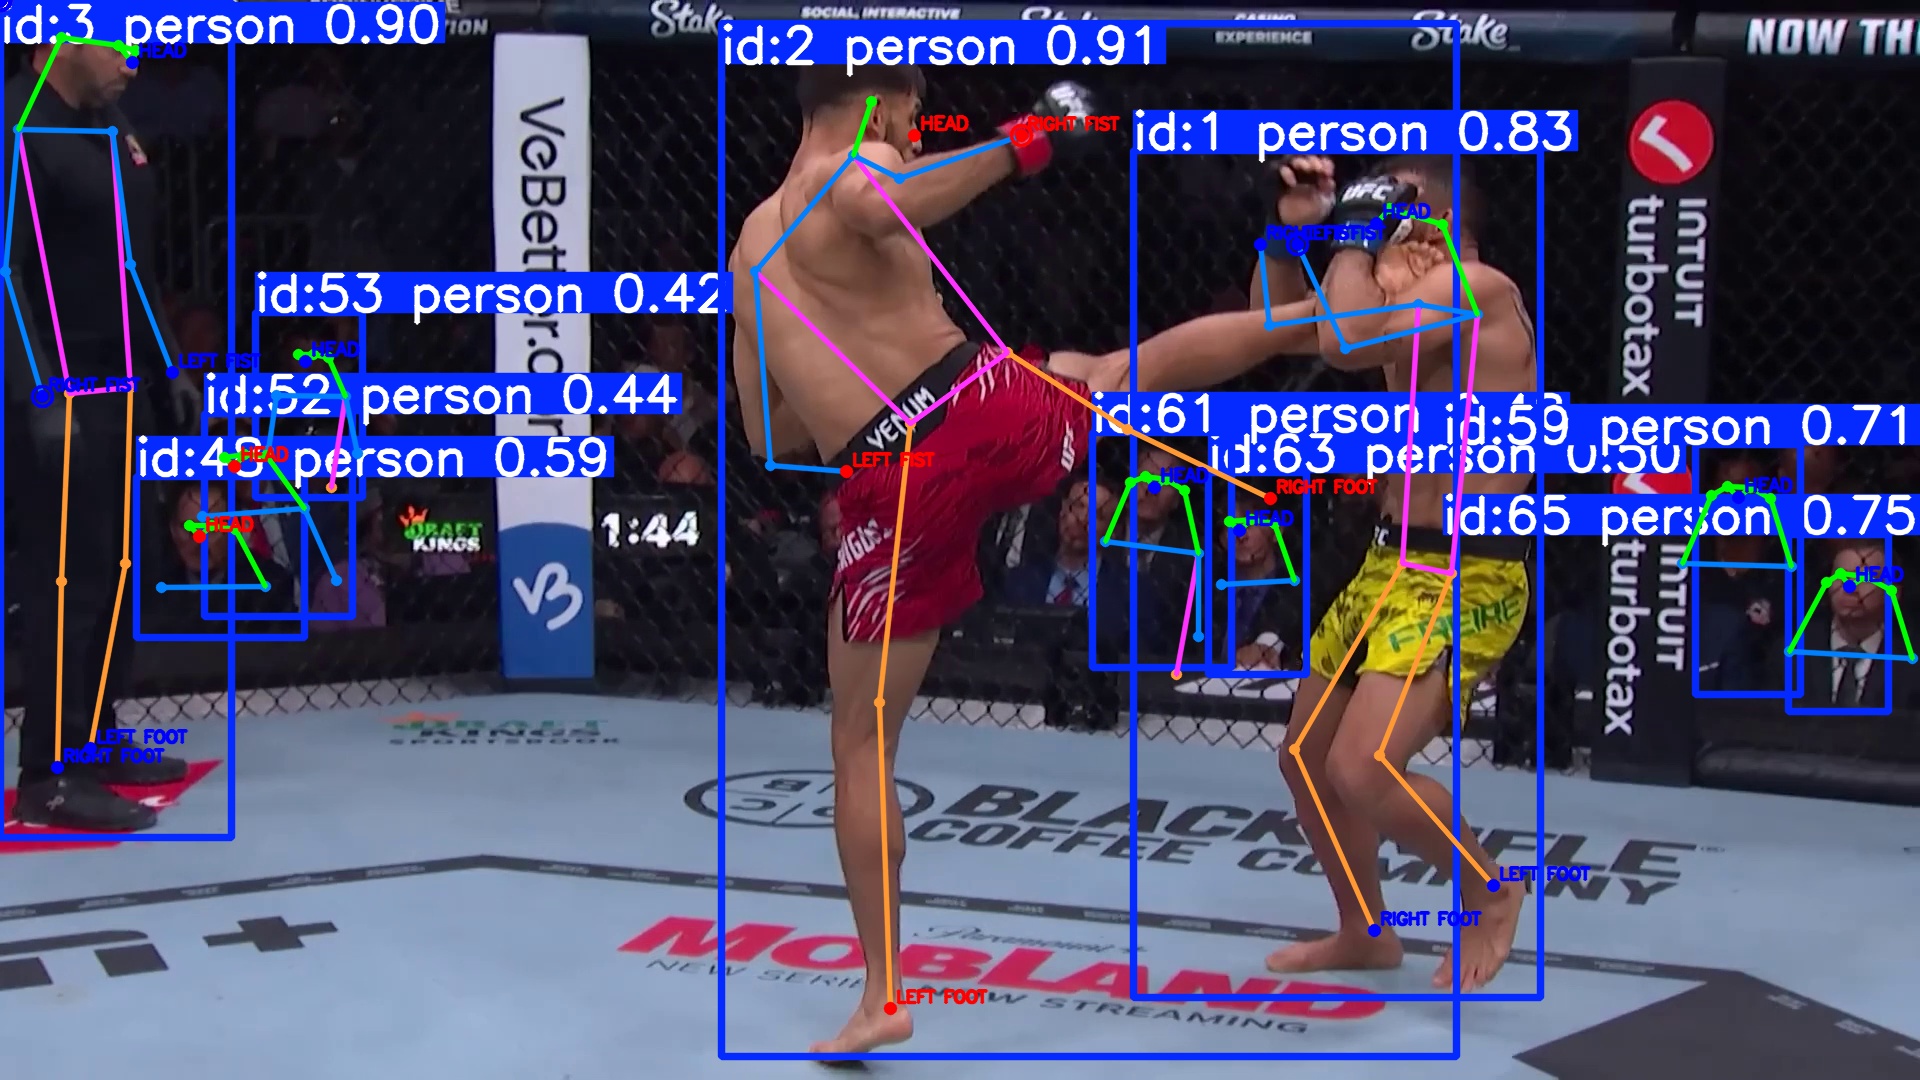 Stake
SOCIAL, INTERACTIVE
CASINO
EXPERIENCE
Stake
NOW TH
id:3 person 0.90
HEAD
id:2 person 0.91
HEAD
RIGHT FIST
UFC
id:1 person 0.83
UFC
HEAD
VeBetter.
INTUIT
turbotax
id:53 person 0.42
HEAD
LEFT FIST
RIGHT FIST
id:52 person 0.44
HEAD
id:48 person 0.59
HEAD
VENUM
UFC
LEFT FIST
RIGHT FOOT
id:61 person
HEAD
id:63 person 0.50
HEAD
id:59 person 0.71
HEAD
id:65 person 0.75
HEAD
DRAFT
KINGS
1:44
FREIRE
INTUIT
turbotax
LEFT FOOT
RIGHT FOOT
DRAFT
KINGS
SPORTSBOOK
BLACK RIFLE
COFFEE COMPANY
LEFT FOOT
RIGHT FOOT
Paramount+
MOBLAND
NEW SERIES NOW STREAMING
LEFT FOOT